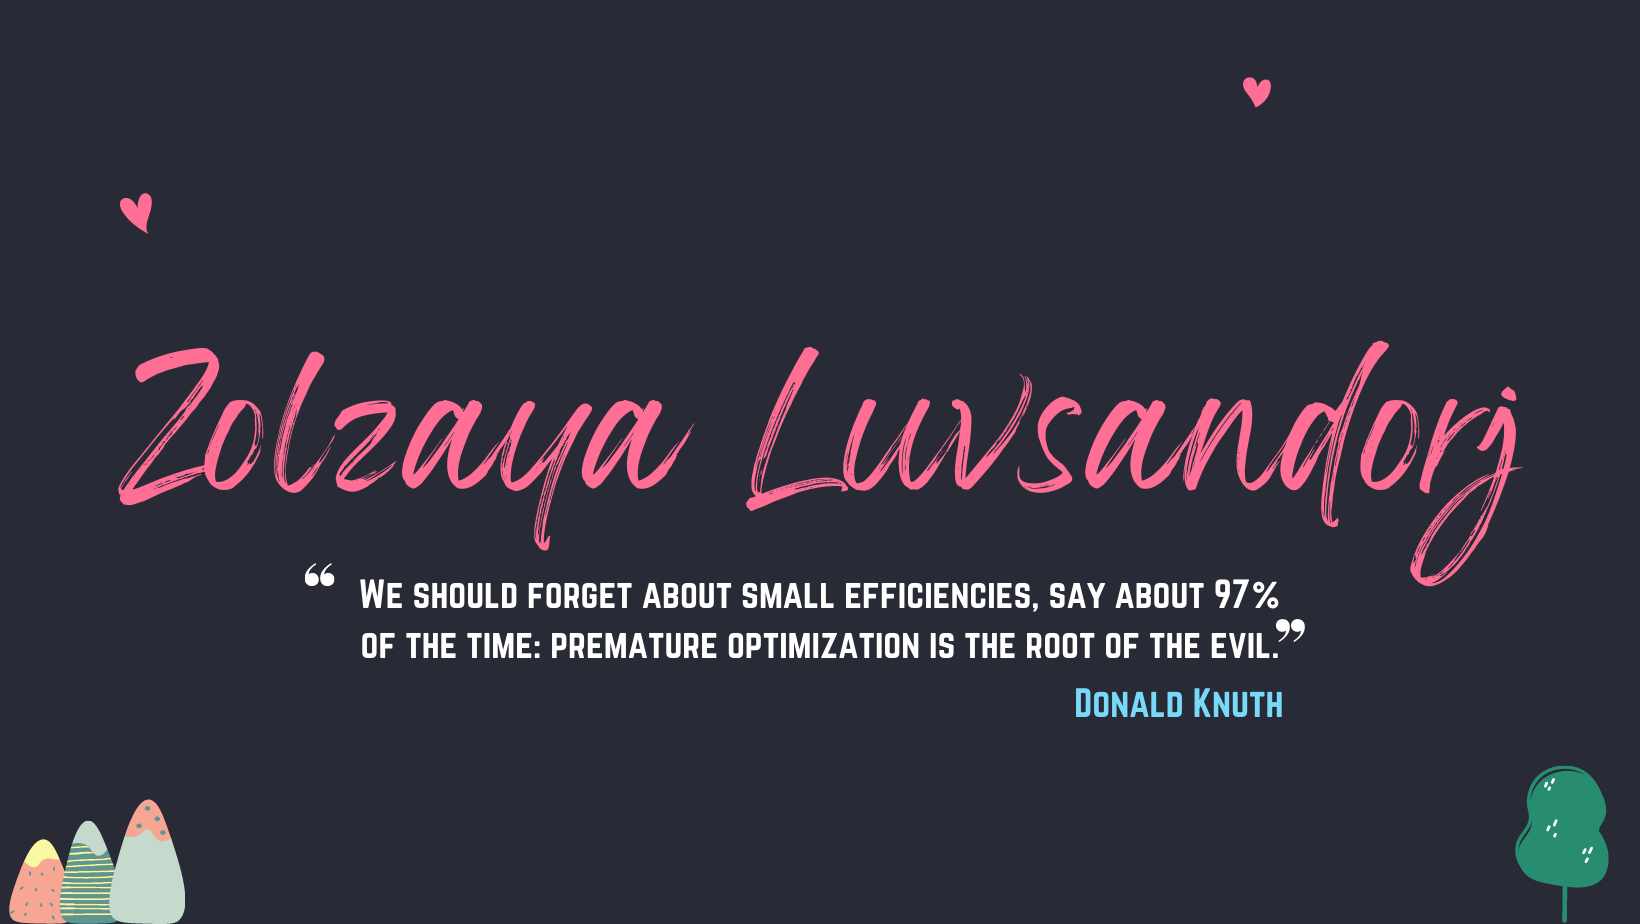 Zolzaya Luvsandorj
“ We should forget about small efficiencies, say about 97%
of the time: premature optimization is the root of the evil.”
Donald Knuth